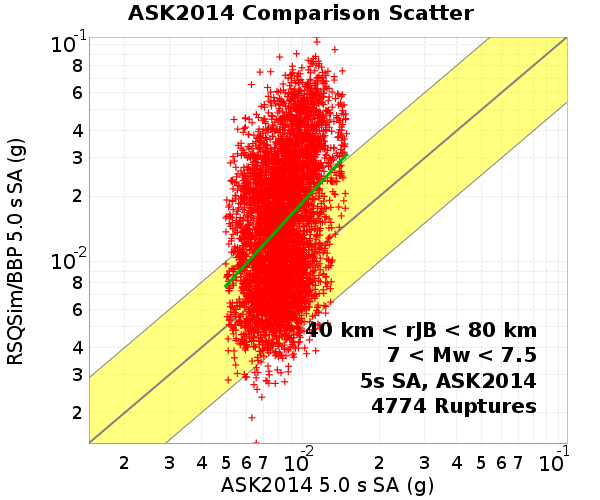 ASK2014 Comparison Scatter
RSQSim/BBP 5.0 s SA (g)
10⁻¹
8
6
4
3
2
10⁻²
8
6
4
3
2
40 km < rJB < 80 km
7 < Mw < 7.5
5s SA, ASK2014
4774 Ruptures
2 3 4 5 6 7 10⁻² 2 3 4 5 6 7 10⁻¹
ASK2014 5.0 s SA (g)